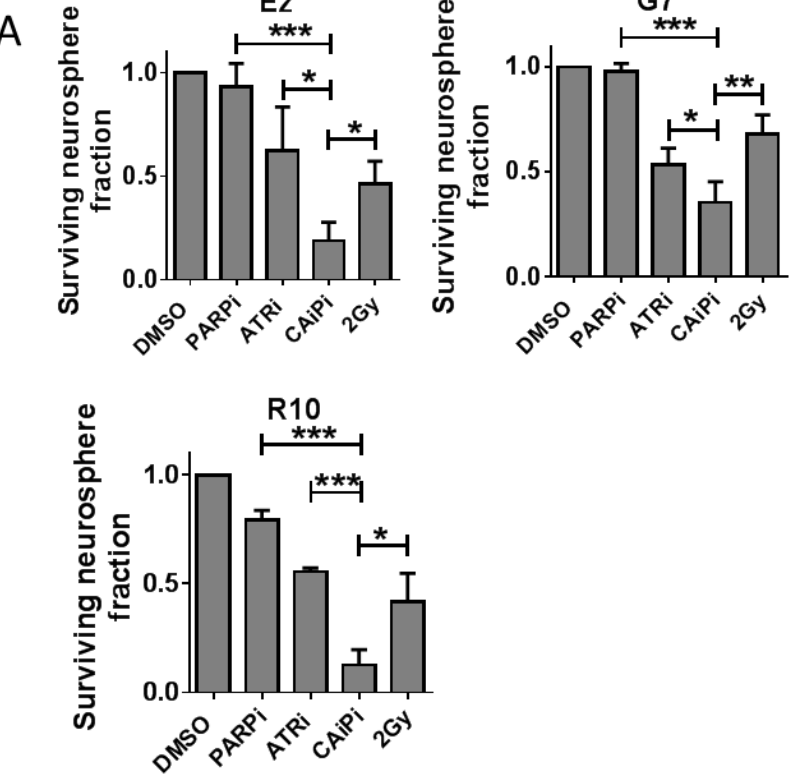 A
E2
Surviving neurosphere
fraction
***
*
*
1.0
0.5
0.0
DMSO
PARPi
ATRi
CAiPi
2Gy
G7
Surviving neurosphere
fraction
***
**
*
1.0
0.5
0.0
DMSO
PARPi
ATRi
CAiPi
2Gy
R10
Surviving neurosphere
fraction
***
***
*
1.0
0.5
0.0
DMSO
PARPi
ATRi
CAiPi
2Gy